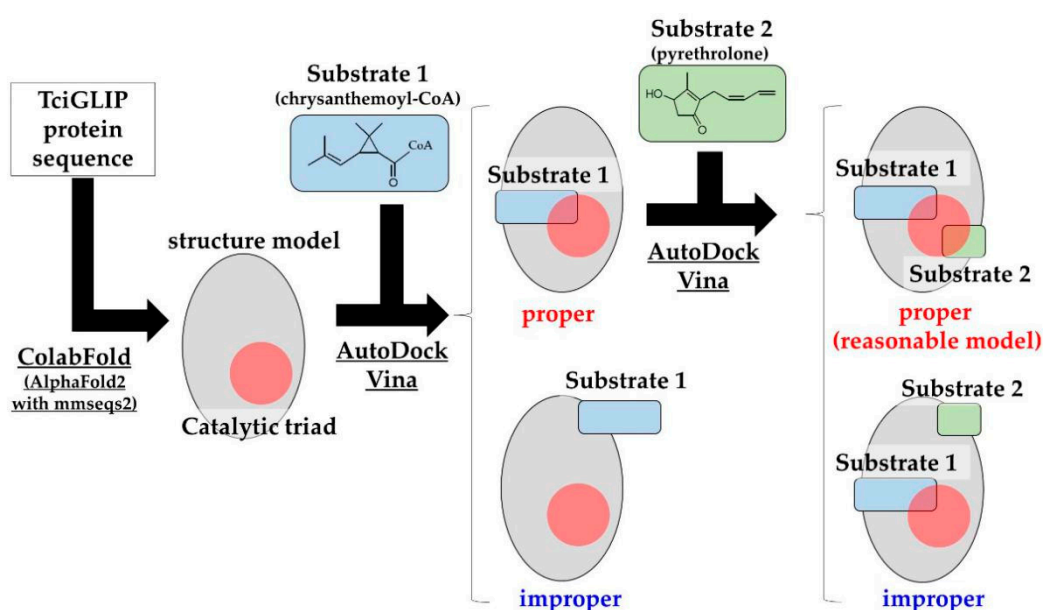 TciGLIP
protein
sequence
ColabFold
(AlphaFold2
with mmseqs2)
structure model
Catalytic triad
Substrate 1
(chrysanthemoyl-CoA)
CoA
O
AutoDock
Vina
Substrate 1
proper
Substrate 1
improper
Substrate 2
(pyrethrolone)
HO
O
AutoDock
Vina
Substrate 1
Substrate 2
proper
(reasonable model)
Substrate 2
Substrate 1
improper